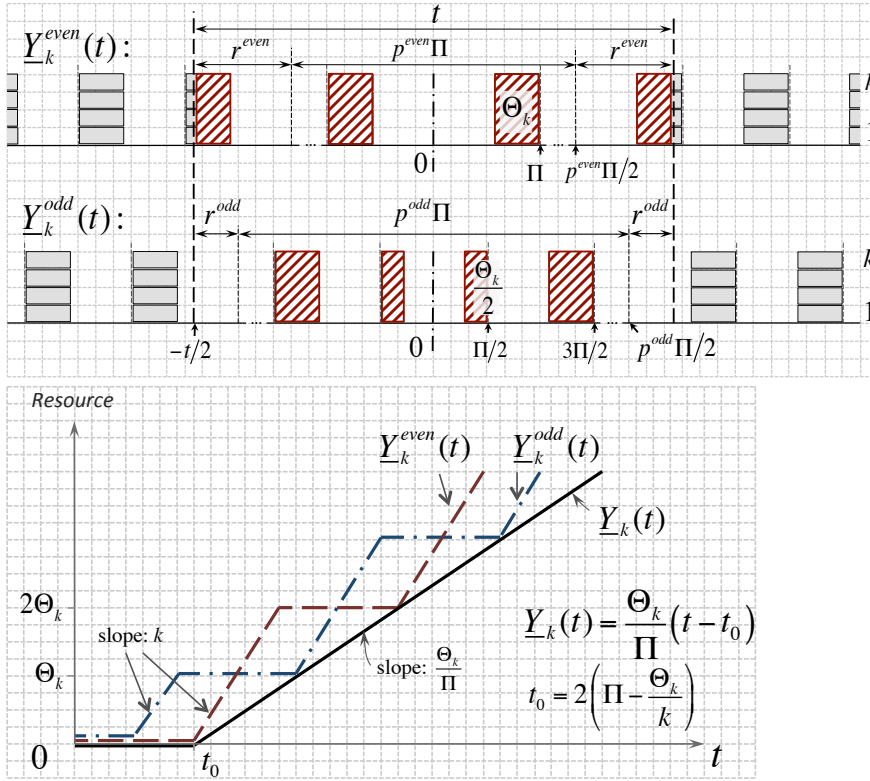 t
Y_k^{even}(t):
r^{even} p^{even}Π r^{even}
k
Θ_k
1
... 0 Π ... p^{even}Π/2
Y_k^{odd}(t):
r^{odd} p^{odd}Π r^{odd}
k
Θ_k/2
1
... ...
−t/2 0 Π/2 3Π/2 p^{odd}Π/2
Resource
Y_k^{even}(t) Y_k^{odd}(t)
Y_k(t)
2Θ_k
Y_k(t) = Θ_k/Π (t − t_0)
slope: k
Θ_k
slope: Θ_k/Π
t_0 = 2(Π − Θ_k/k)
0 t_0 t